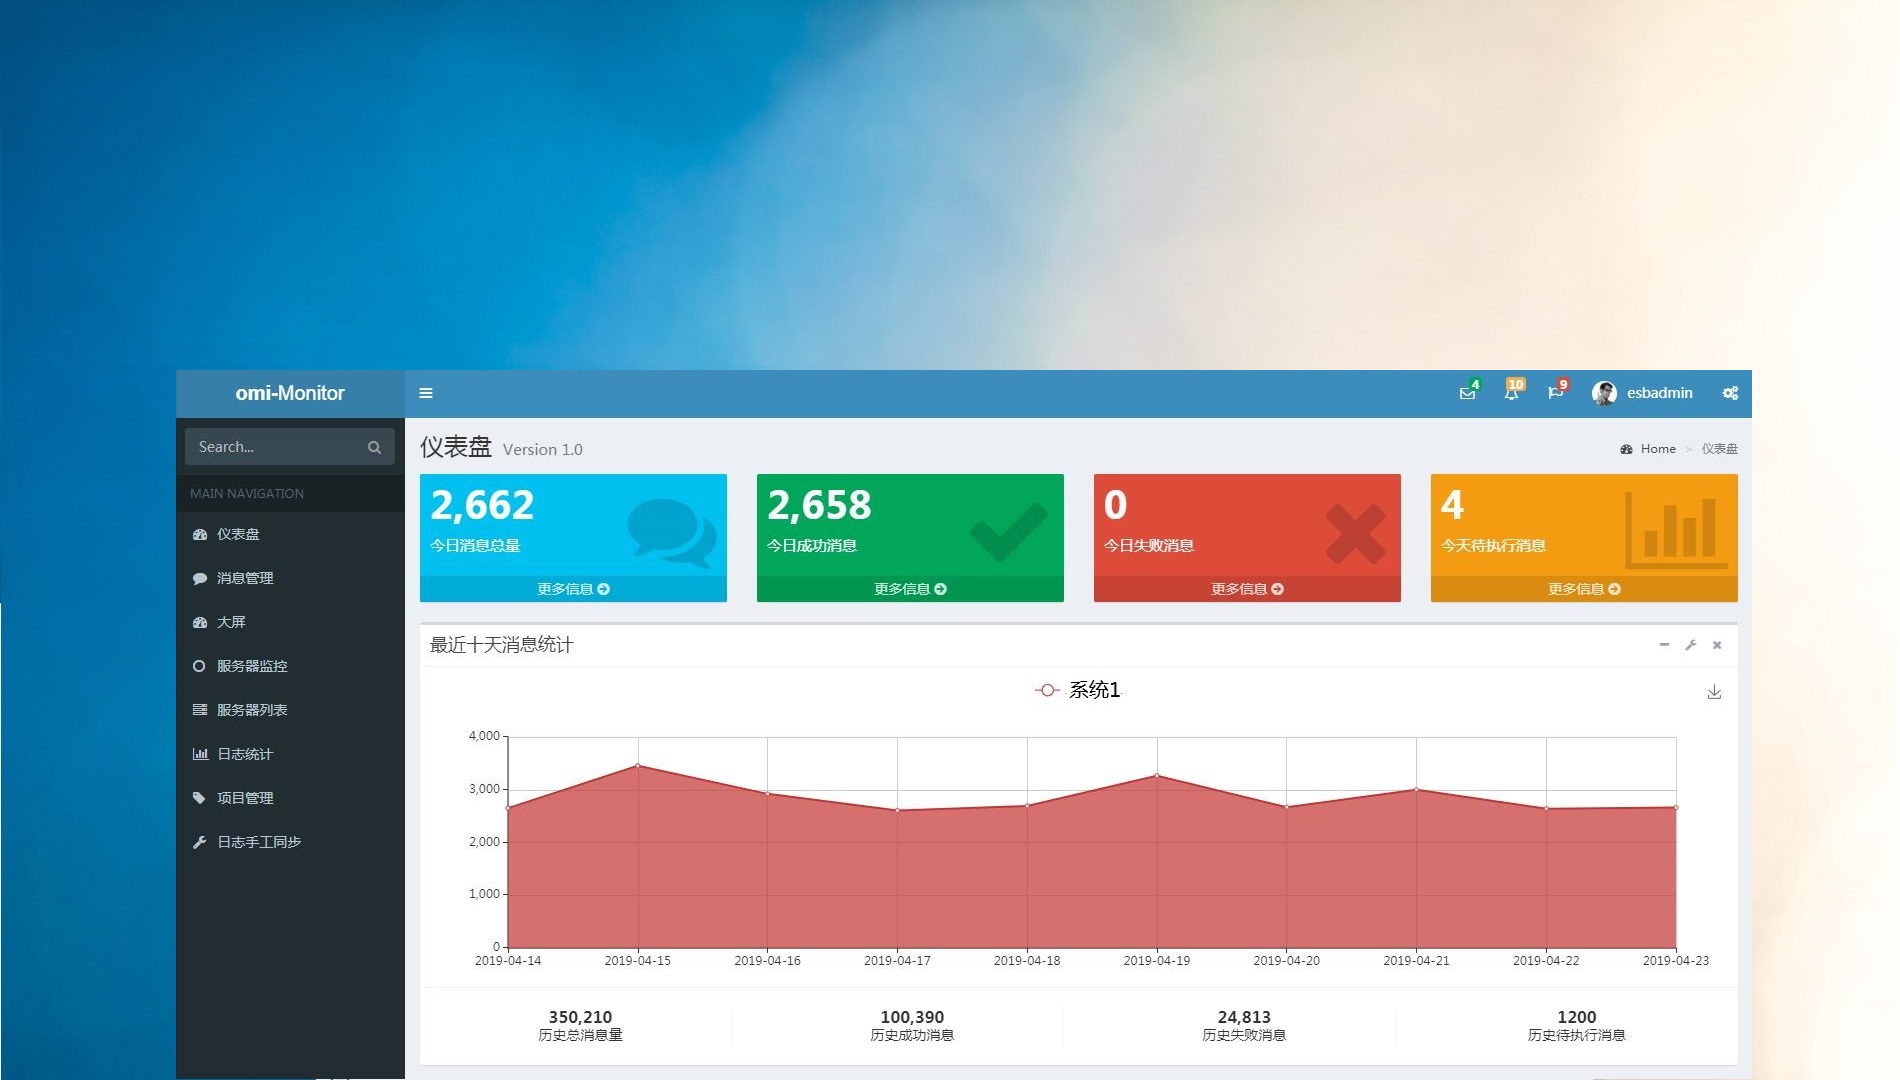 omi-Monitor
4
10
9
esbadmin
Search...
仪表盘 Version 1.0
Home > 仪表盘
MAIN NAVIGATION
仪表盘
消息管理
大屏
服务器监控
服务器列表
日志统计
项目管理
日志手工同步
2,662
今日消息总量
更多信息
2,658
今日成功消息
更多信息
0
今日失败消息
更多信息
4
今天待执行消息
更多信息
最近十天消息统计
系统1
4,000
3,000
2,000
1,000
0
2019-04-14
2019-04-15
2019-04-16
2019-04-17
2019-04-18
2019-04-19
2019-04-20
2019-04-21
2019-04-22
2019-04-23
350,210
历史总消息量
100,390
历史成功消息
24,813
历史失败消息
1200
历史待执行消息